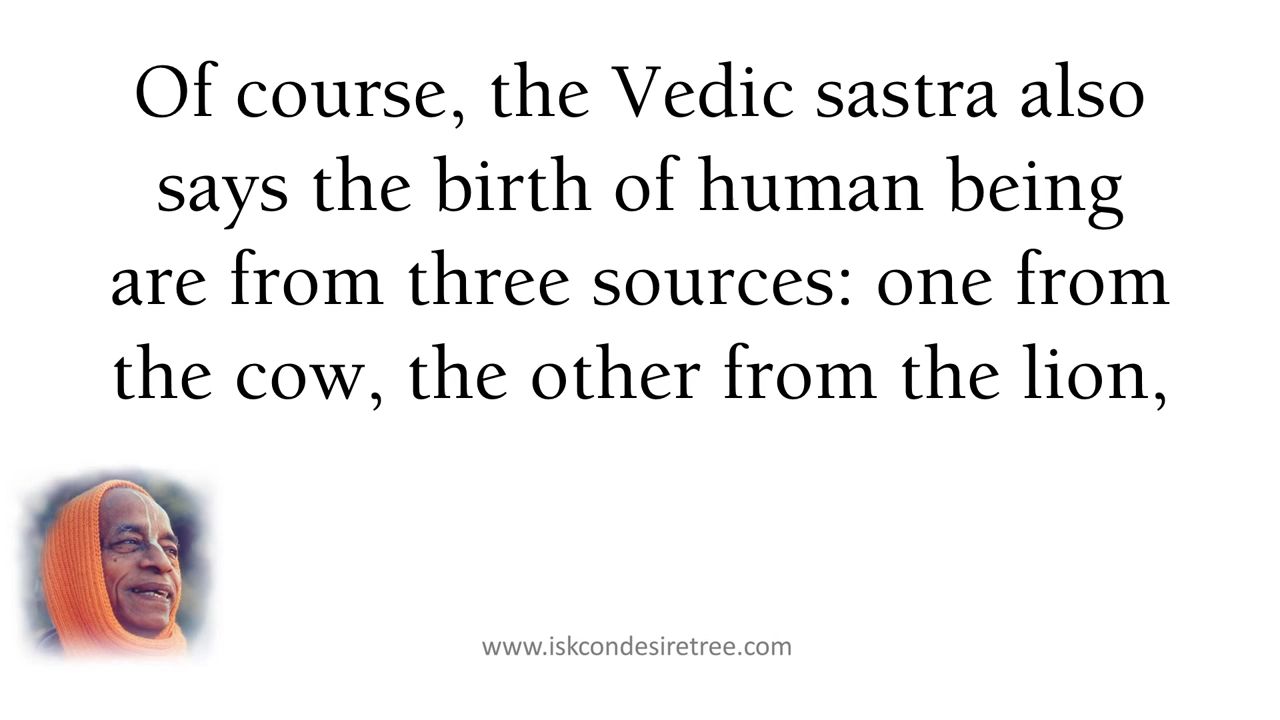 Of course, the Vedic sastra also
says the birth of human being
are from three sources: one from
the cow, the other from the lion,
www.iskcondesiretree.com